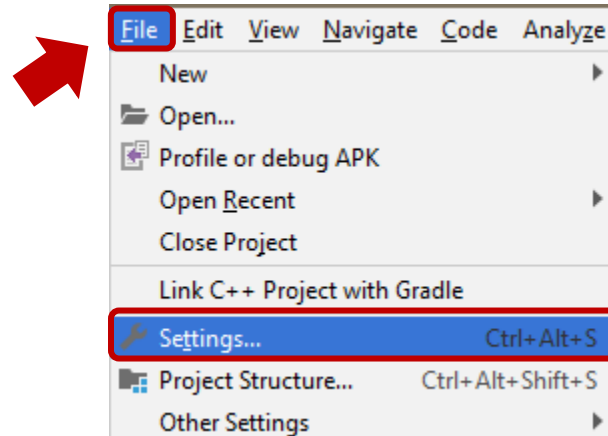 File Edit View Navigate Code Analyze
New
Open...
Profile or debug APK
Open Recent
Close Project
Link C++ Project with Gradle
Settings... Ctrl+Alt+S
Project Structure... Ctrl+Alt+Shift+S
Other Settings